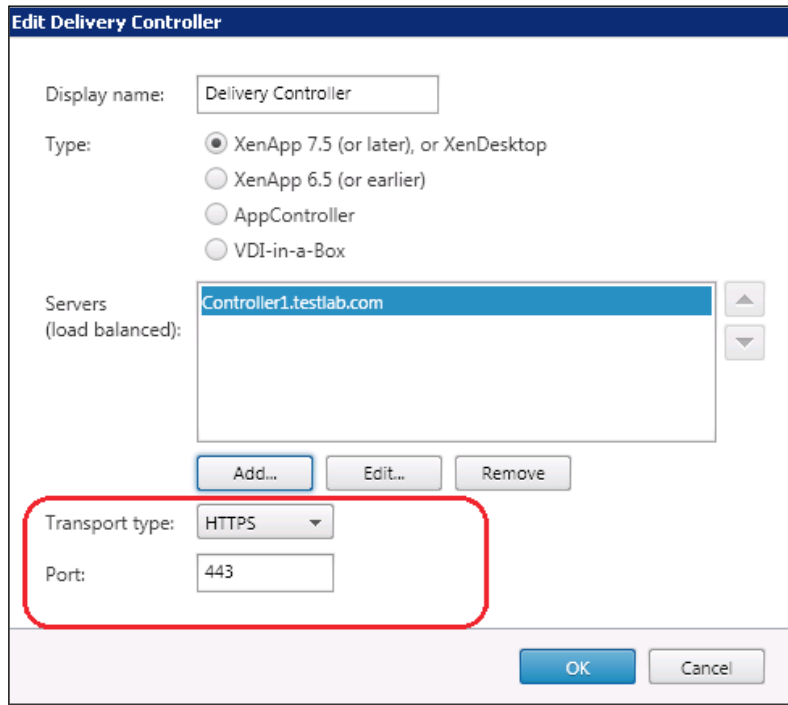 Edit Delivery Controller
Display name: Delivery Controller
Type: XenApp 7.5 (or later), or XenDesktop
XenApp 6.5 (or earlier)
AppController
VDI-in-a-Box
Servers
(load balanced):
Controller1.testlab.com
Add... Edit... Remove
Transport type: HTTPS
Port: 443
OK Cancel